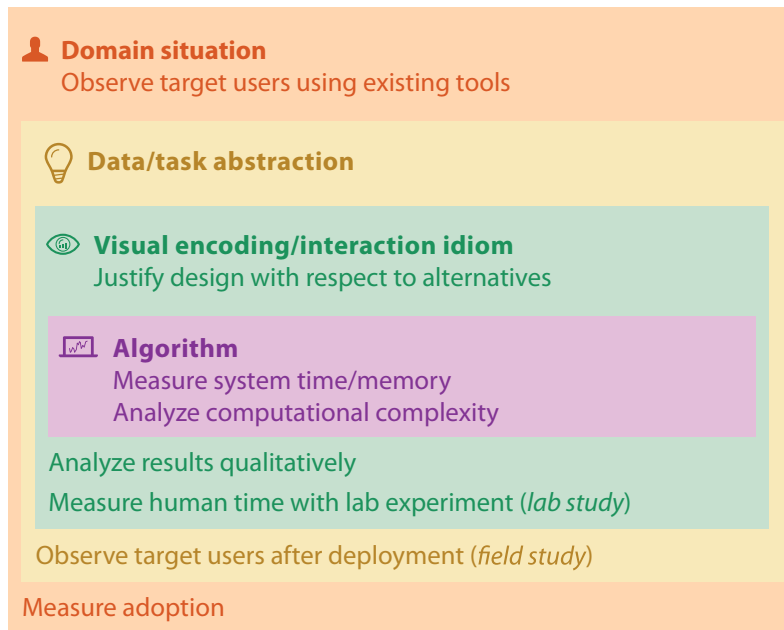 Domain situation
Observe target users using existing tools
Data/task abstraction
Visual encoding/interaction idiom
Justify design with respect to alternatives
Algorithm
Measure system time/memory
Analyze computational complexity
Analyze results qualitatively
Measure human time with lab experiment (lab study)
Observe target users after deployment (field study)
Measure adoption